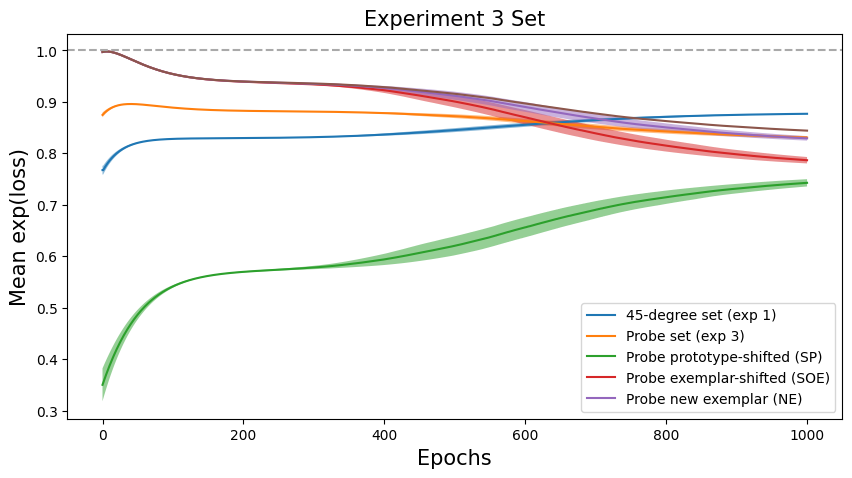 Experiment 3 Set
Mean exp(loss)
1.0
0.9
0.8
0.7
0.6
0.5
0.4
0.3
0
200
400
600
800
1000
Epochs
45-degree set (exp 1)
Probe set (exp 3)
Probe prototype-shifted (SP)
Probe exemplar-shifted (SOE)
Probe new exemplar (NE)